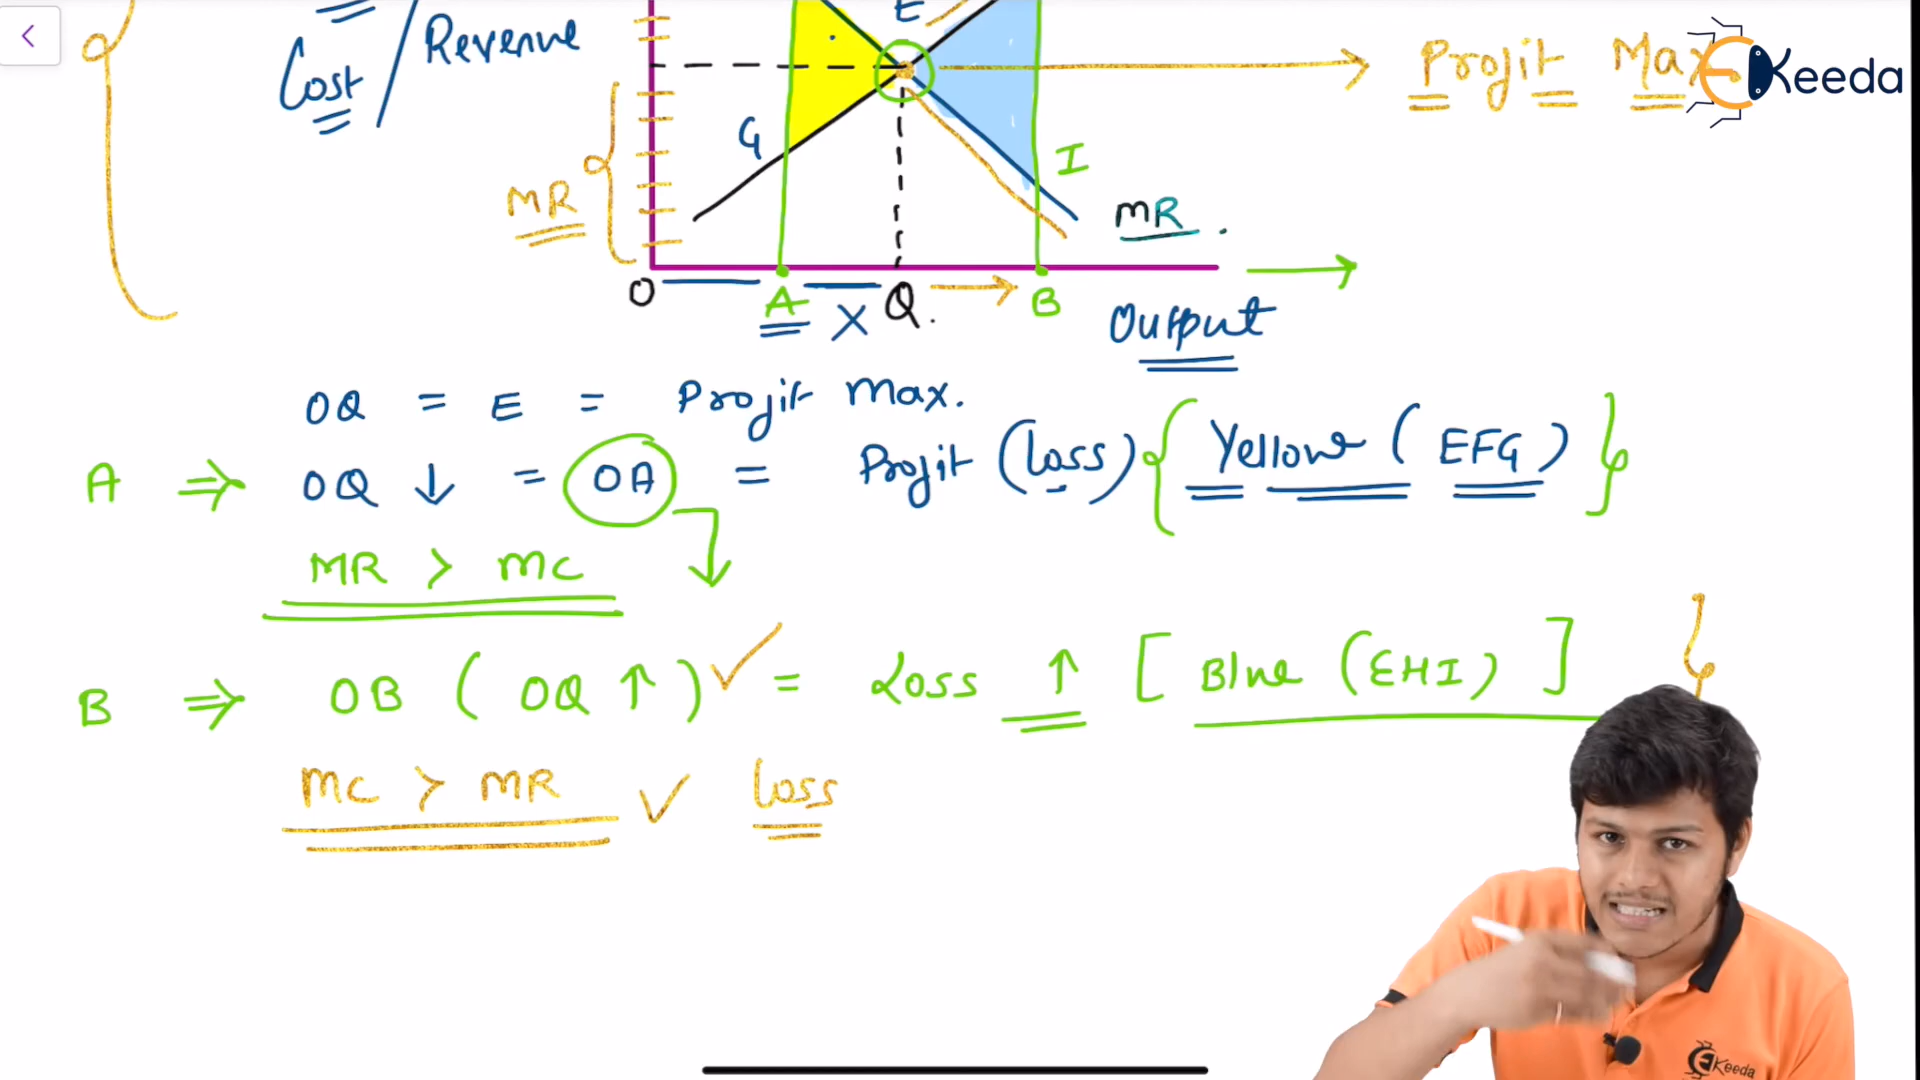 Cost / Revenue
E
Profit Max
Keeda
G
I
MR
MR .
O
A
X
Q.
B
Output
OQ = E = Profit Max.
A ⇒ OQ ↓ = OA = Profit (Loss) { Yellow ( EFG ) }
MR > MC
B ⇒ OB ( OQ ↑ ) ✓ = Loss ↑ [ Blue (EHI) ]
MC > MR ✓ Loss
Keeda